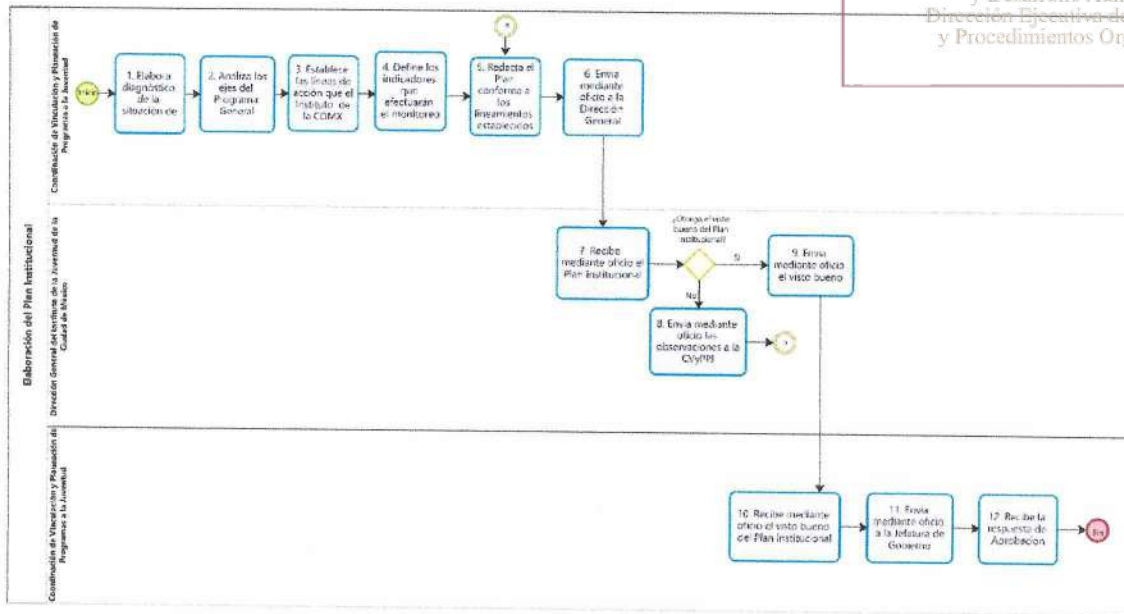 Dirección Ejecutiva de
y Procedimientos Org
Elaboración del Plan Institucional
Coordinación de Vinculación y Planeación de
Programas a la Juventud
Inicio
1. Elabora
diagnóstico
de la
situación de
2. Analiza los
ejes del
Programa
General
3. Establece
las líneas de
acción que el
Instituto de
la CDMX
4. Define los
indicadores
que
efectuarán
el monitoreo
5. Redacta el
Plan
conforme a
los
lineamientos
establecidos
6. Envía
mediante
oficio a la
Dirección
General
Dirección General del Instituto de la Juventud de la
Ciudad de México
7. Recibe
mediante oficio el
Plan institucional
¿Otorga el visto
bueno del Plan
institucional?
Si
No
8. Envía mediante
oficio las
observaciones a la
CVyPPJ
9. Envía
mediante oficio
el visto bueno
Coordinación de Vinculación y Planeación de
Programas a la Juventud
10. Recibe mediante
oficio el visto bueno
del Plan institucional
11. Envía
mediante oficio
a la Jefatura de
Gobierno
12. Recibe la
respuesta de
Aprobación
Fin